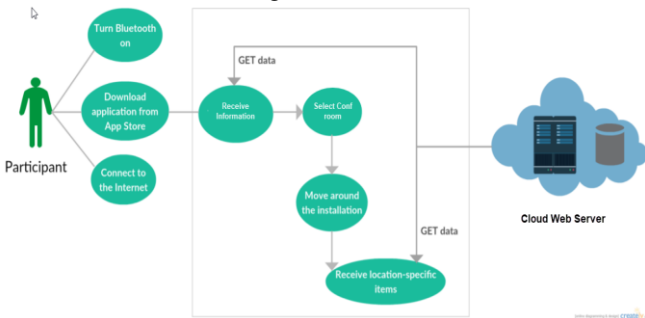 Turn Bluetooth
on
GET data
Download
application from
App Store
Receive
Information
Select Conf
room
Participant
Connect to
the Internet
Move around
the installation
Cloud Web Server
GET data
Receive location-specific
items